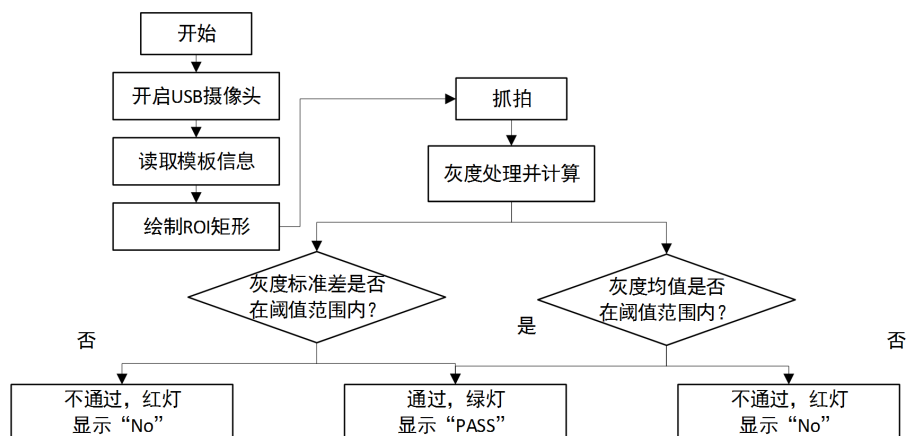 开始
开启USB摄像头
读取模板信息
绘制ROI矩形
抓拍
灰度处理并计算
灰度标准差是否
在阈值范围内?
灰度均值是否
在阈值范围内?
否
是
否
不通过，红灯
显示“No”
通过，绿灯
显示“PASS”
不通过，红灯
显示“No”